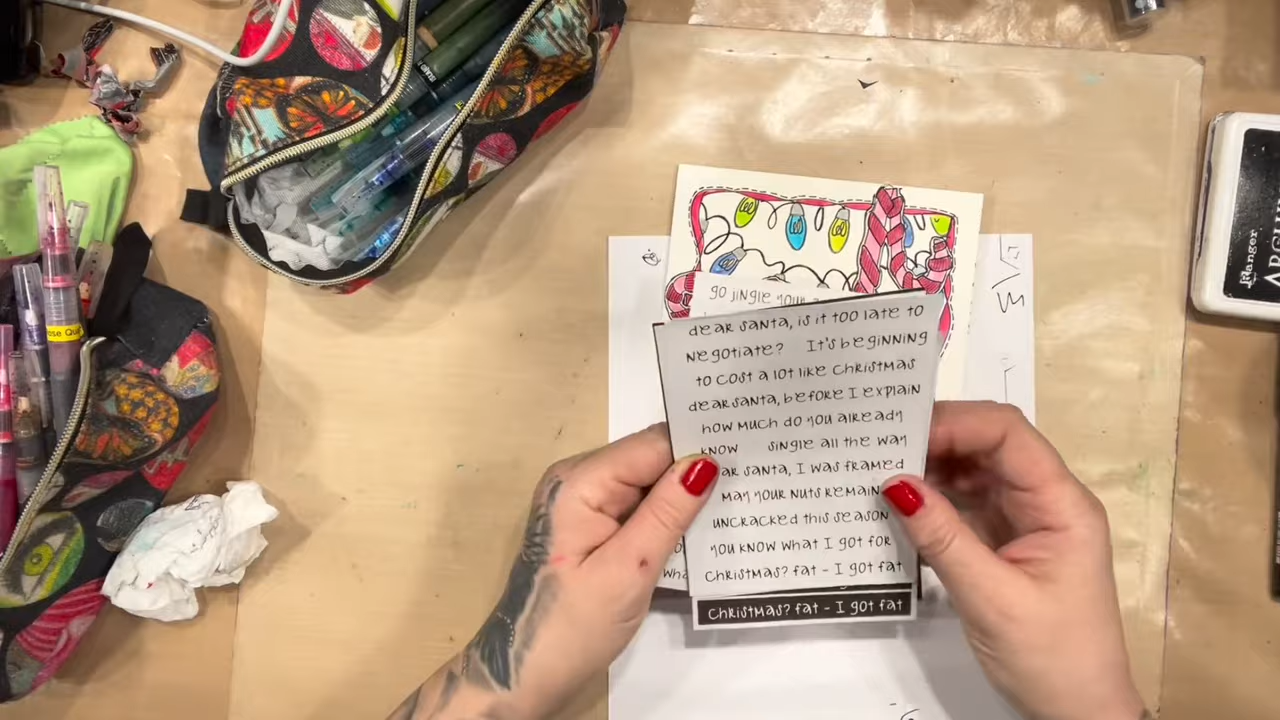 go jingle your
dear santa, is it too late to
negotiate? It's beginning
to cost a lot like Christmas
dear santa, before I explain
how much do you already
know single all the way
ar santa, I was framed
may your nuts remain
uncracked this season
you know what I got for
Christmas? fat - I got fat
Christmas? fat - I got fat
wha
Ranger